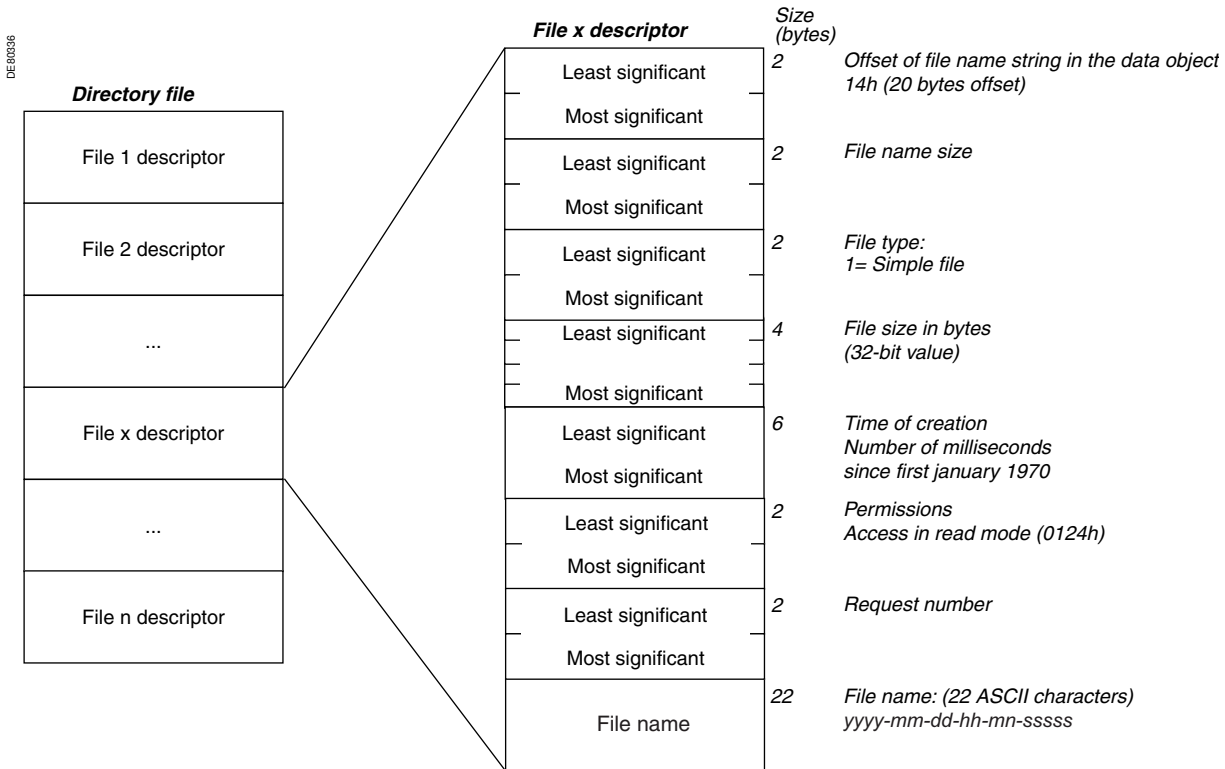 DE80336
Directory file
File 1 descriptor
File 2 descriptor
...
File x descriptor
...
File n descriptor
File x descriptor
Size
(bytes)
Least significant
Most significant
2
Offset of file name string in the data object
14h (20 bytes offset)
Least significant
Most significant
2
File name size
Least significant
Most significant
2
File type:
1= Simple file
Least significant
Most significant
4
File size in bytes
(32-bit value)
Least significant
Most significant
6
Time of creation
Number of milliseconds
since first january 1970
Least significant
Most significant
2
Permissions
Access in read mode (0124h)
Least significant
Most significant
2
Request number
File name
22
File name: (22 ASCII characters)
yyyy-mm-dd-hh-mn-sssss